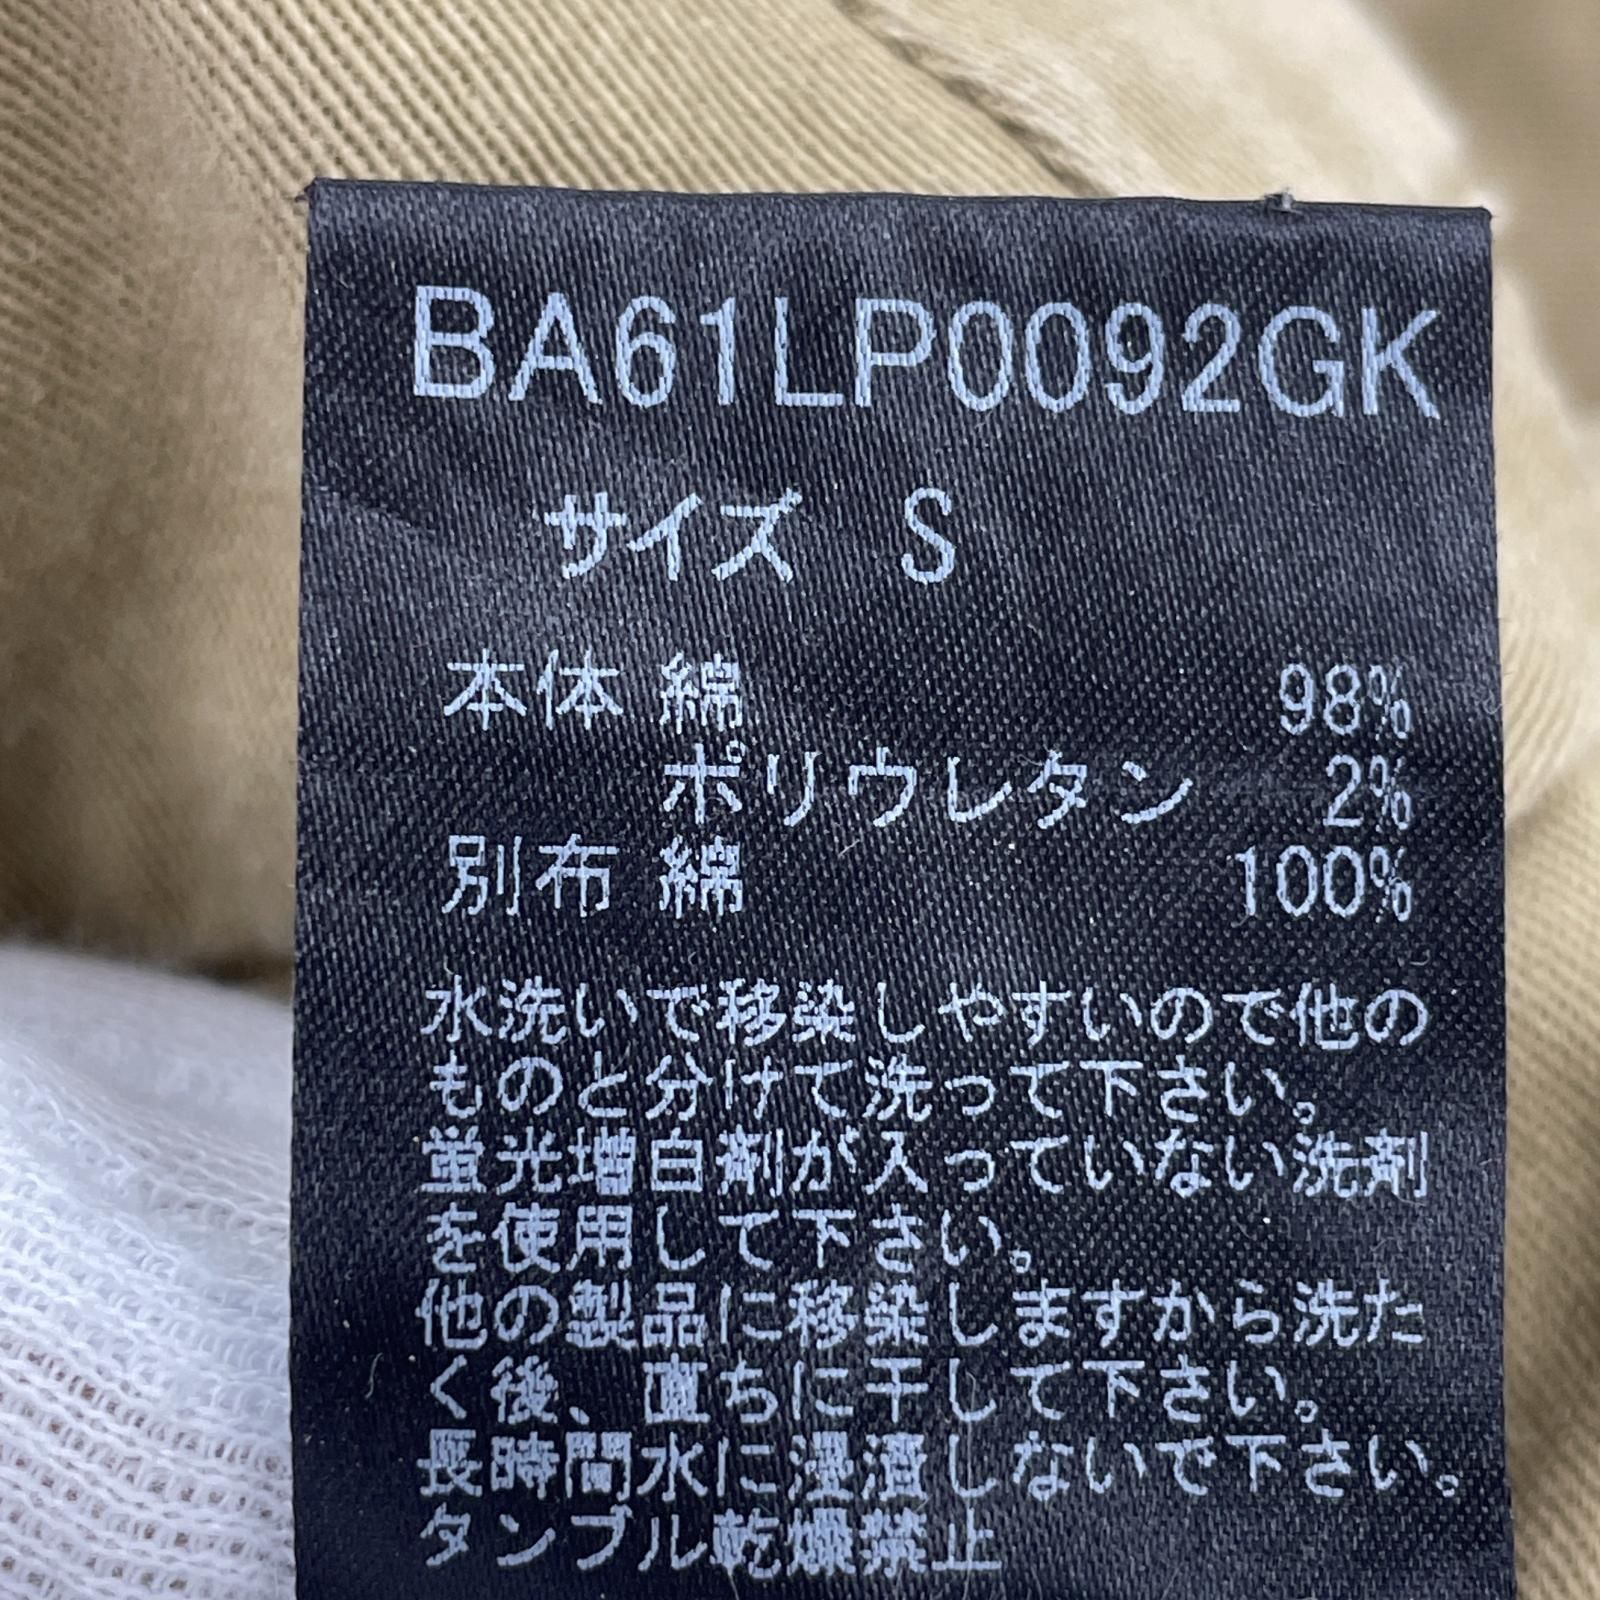 BA61LP0092GK
サイズ S
本体 綿 98%
ポリウレタン 2%
別布 綿 100%
水洗いで移染しやすいので他の
ものと分けて洗って下さい。
蛍光増白剤が入っていない洗剤
を使用して下さい。
他の製品に移染しますから洗た
く後、直ちに干して下さい。
長時間水に浸漬しないで下さい。
タンブル乾燥禁止